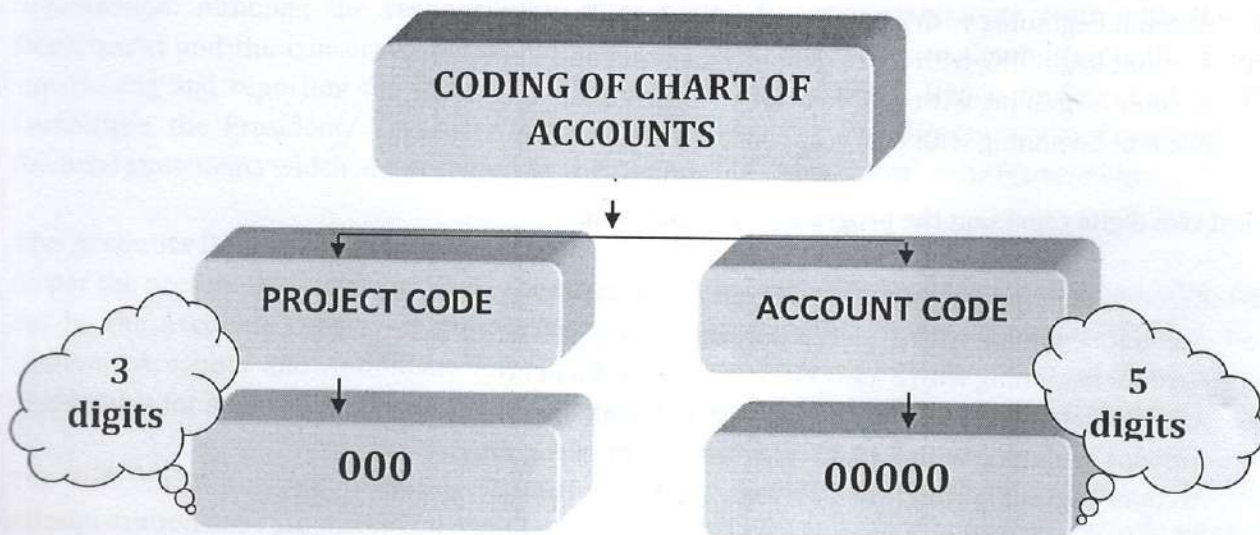 CODING OF CHART OF
ACCOUNTS
PROJECT CODE
ACCOUNT CODE
3
digits
5
digits
000
00000